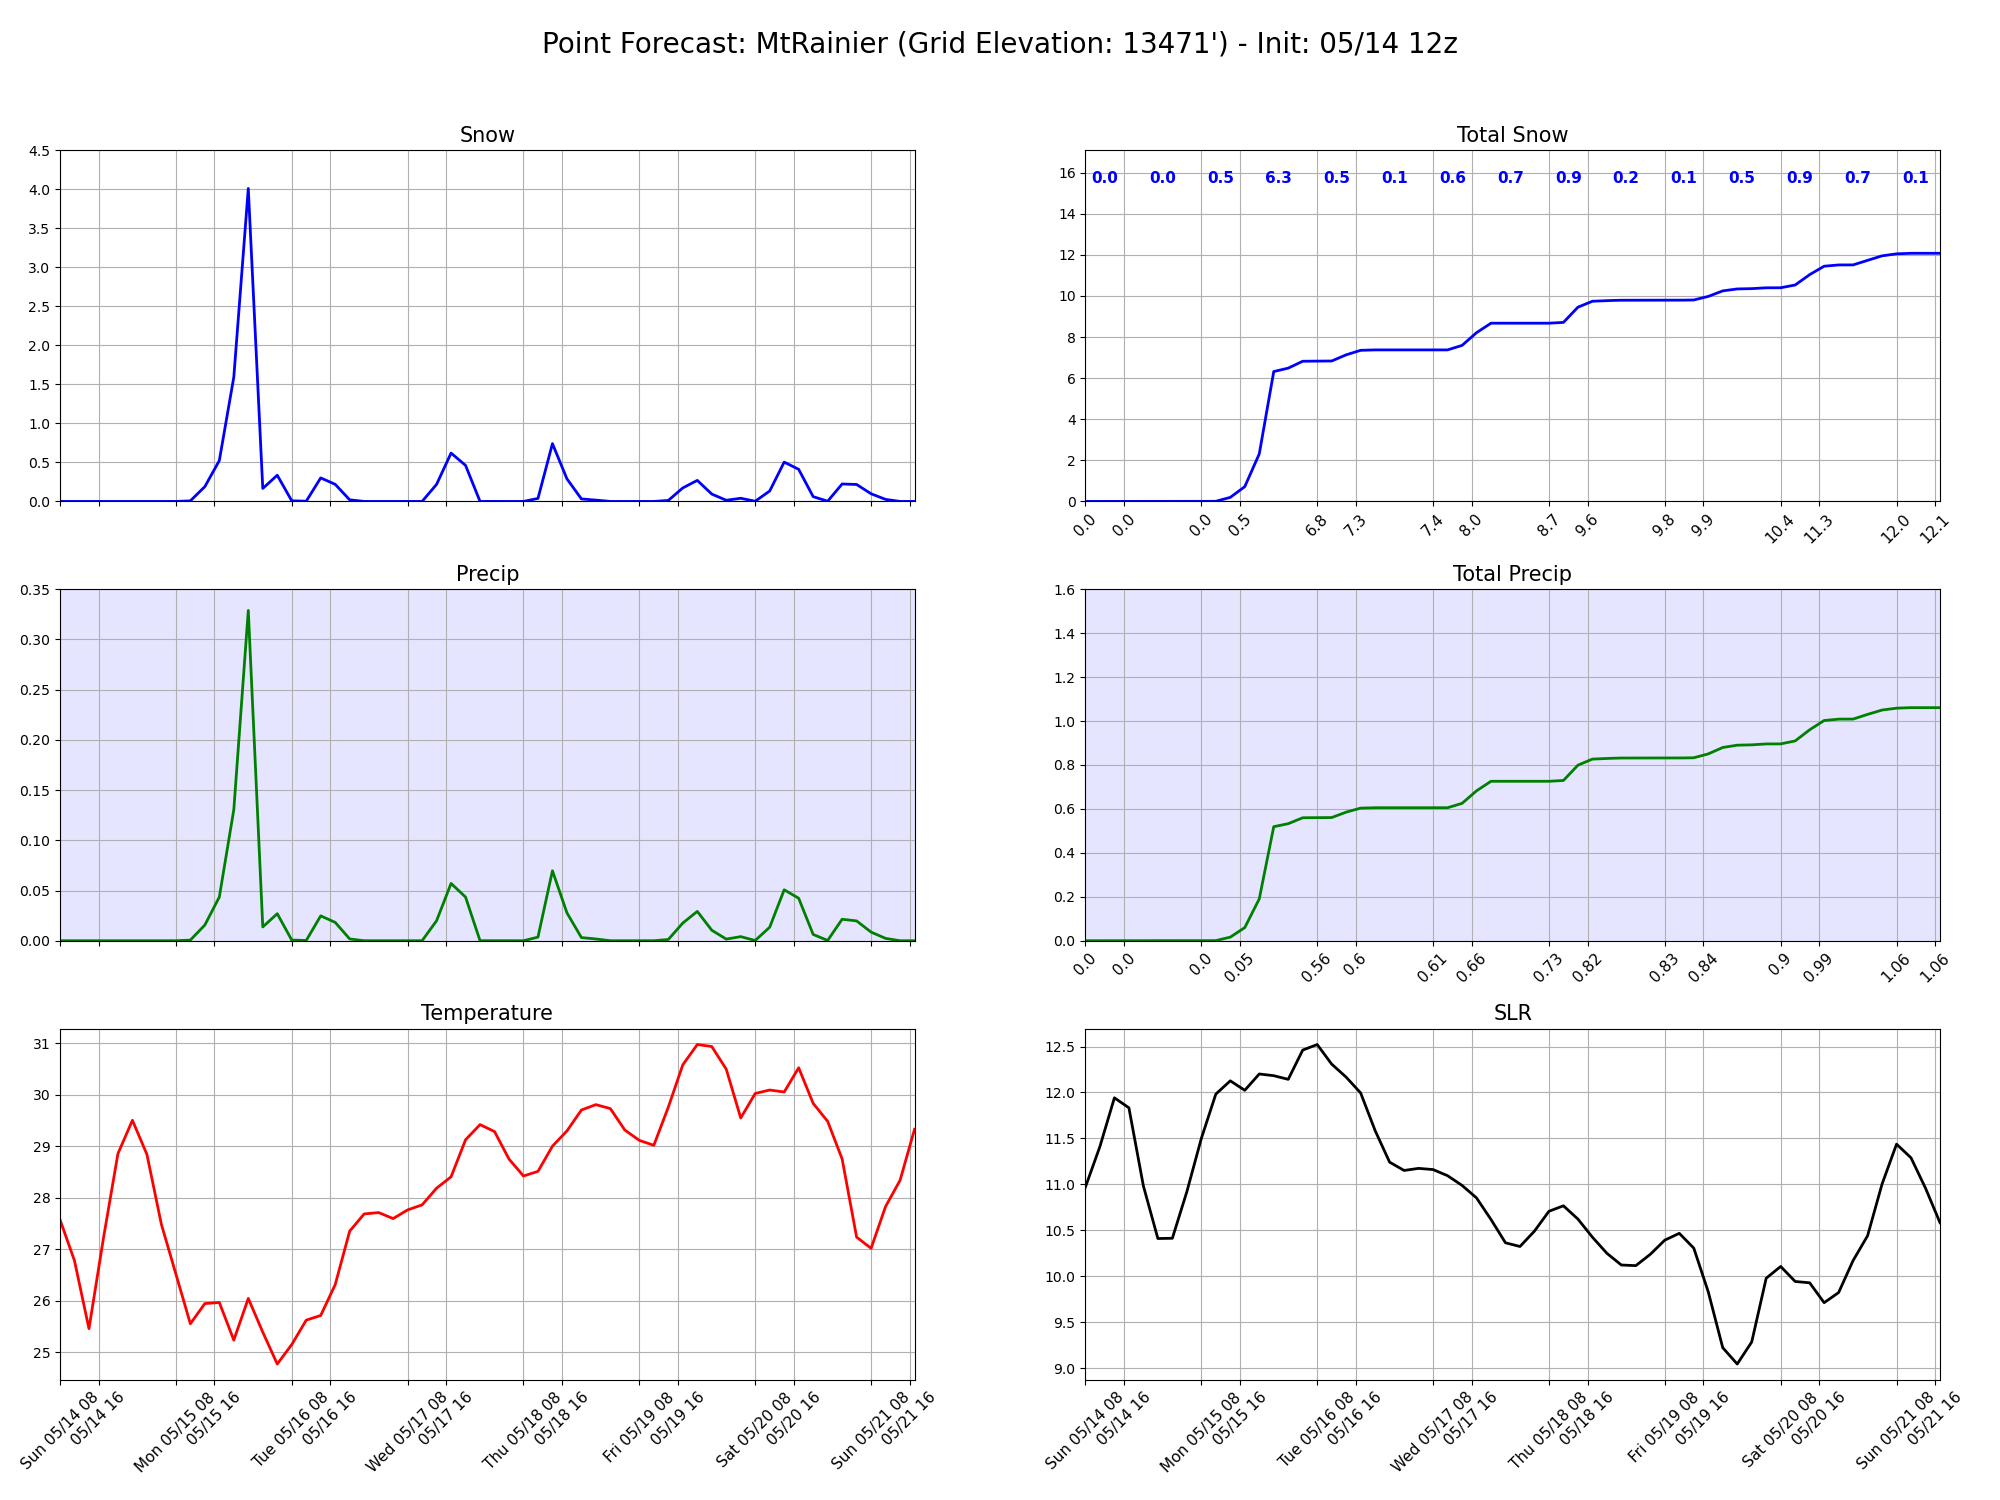 Point Forecast: MtRainier (Grid Elevation: 13471') - Init: 05/14 12z
Snow
4.5
4.0
3.5
3.0
2.5
2.0
1.5
1.0
0.5
0.0
Total Snow
0.0 0.0 0.5 6.3 0.5 0.1 0.6 0.7 0.9 0.2 0.1 0.5 0.9 0.7 0.1
16
14
12
10
8
6
4
2
0
0.0 0.0 0.0 0.5 6.8 7.3 7.4 8.0 8.7 9.6 9.8 9.9 10.4 11.3 12.0 12.1
Precip
0.35
0.30
0.25
0.20
0.15
0.10
0.05
0.00
Total Precip
1.6
1.4
1.2
1.0
0.8
0.6
0.4
0.2
0.0
0.0 0.0 0.0 0.05 0.56 0.6 0.61 0.66 0.73 0.82 0.83 0.84 0.9 0.99 1.06 1.06
Temperature
31
30
29
28
27
26
25
Sun 05/14 08
05/14 16
Mon 05/15 08
05/15 16
Tue 05/16 08
05/16 16
Wed 05/17 08
05/17 16
Thu 05/18 08
05/18 16
Fri 05/19 08
05/19 16
Sat 05/20 08
05/20 16
Sun 05/21 08
05/21 16
SLR
12.5
12.0
11.5
11.0
10.5
10.0
9.5
9.0
Sun 05/14 08
05/14 16
Mon 05/15 08
05/15 16
Tue 05/16 08
05/16 16
Wed 05/17 08
05/17 16
Thu 05/18 08
05/18 16
Fri 05/19 08
05/19 16
Sat 05/20 08
05/20 16
Sun 05/21 08
05/21 16